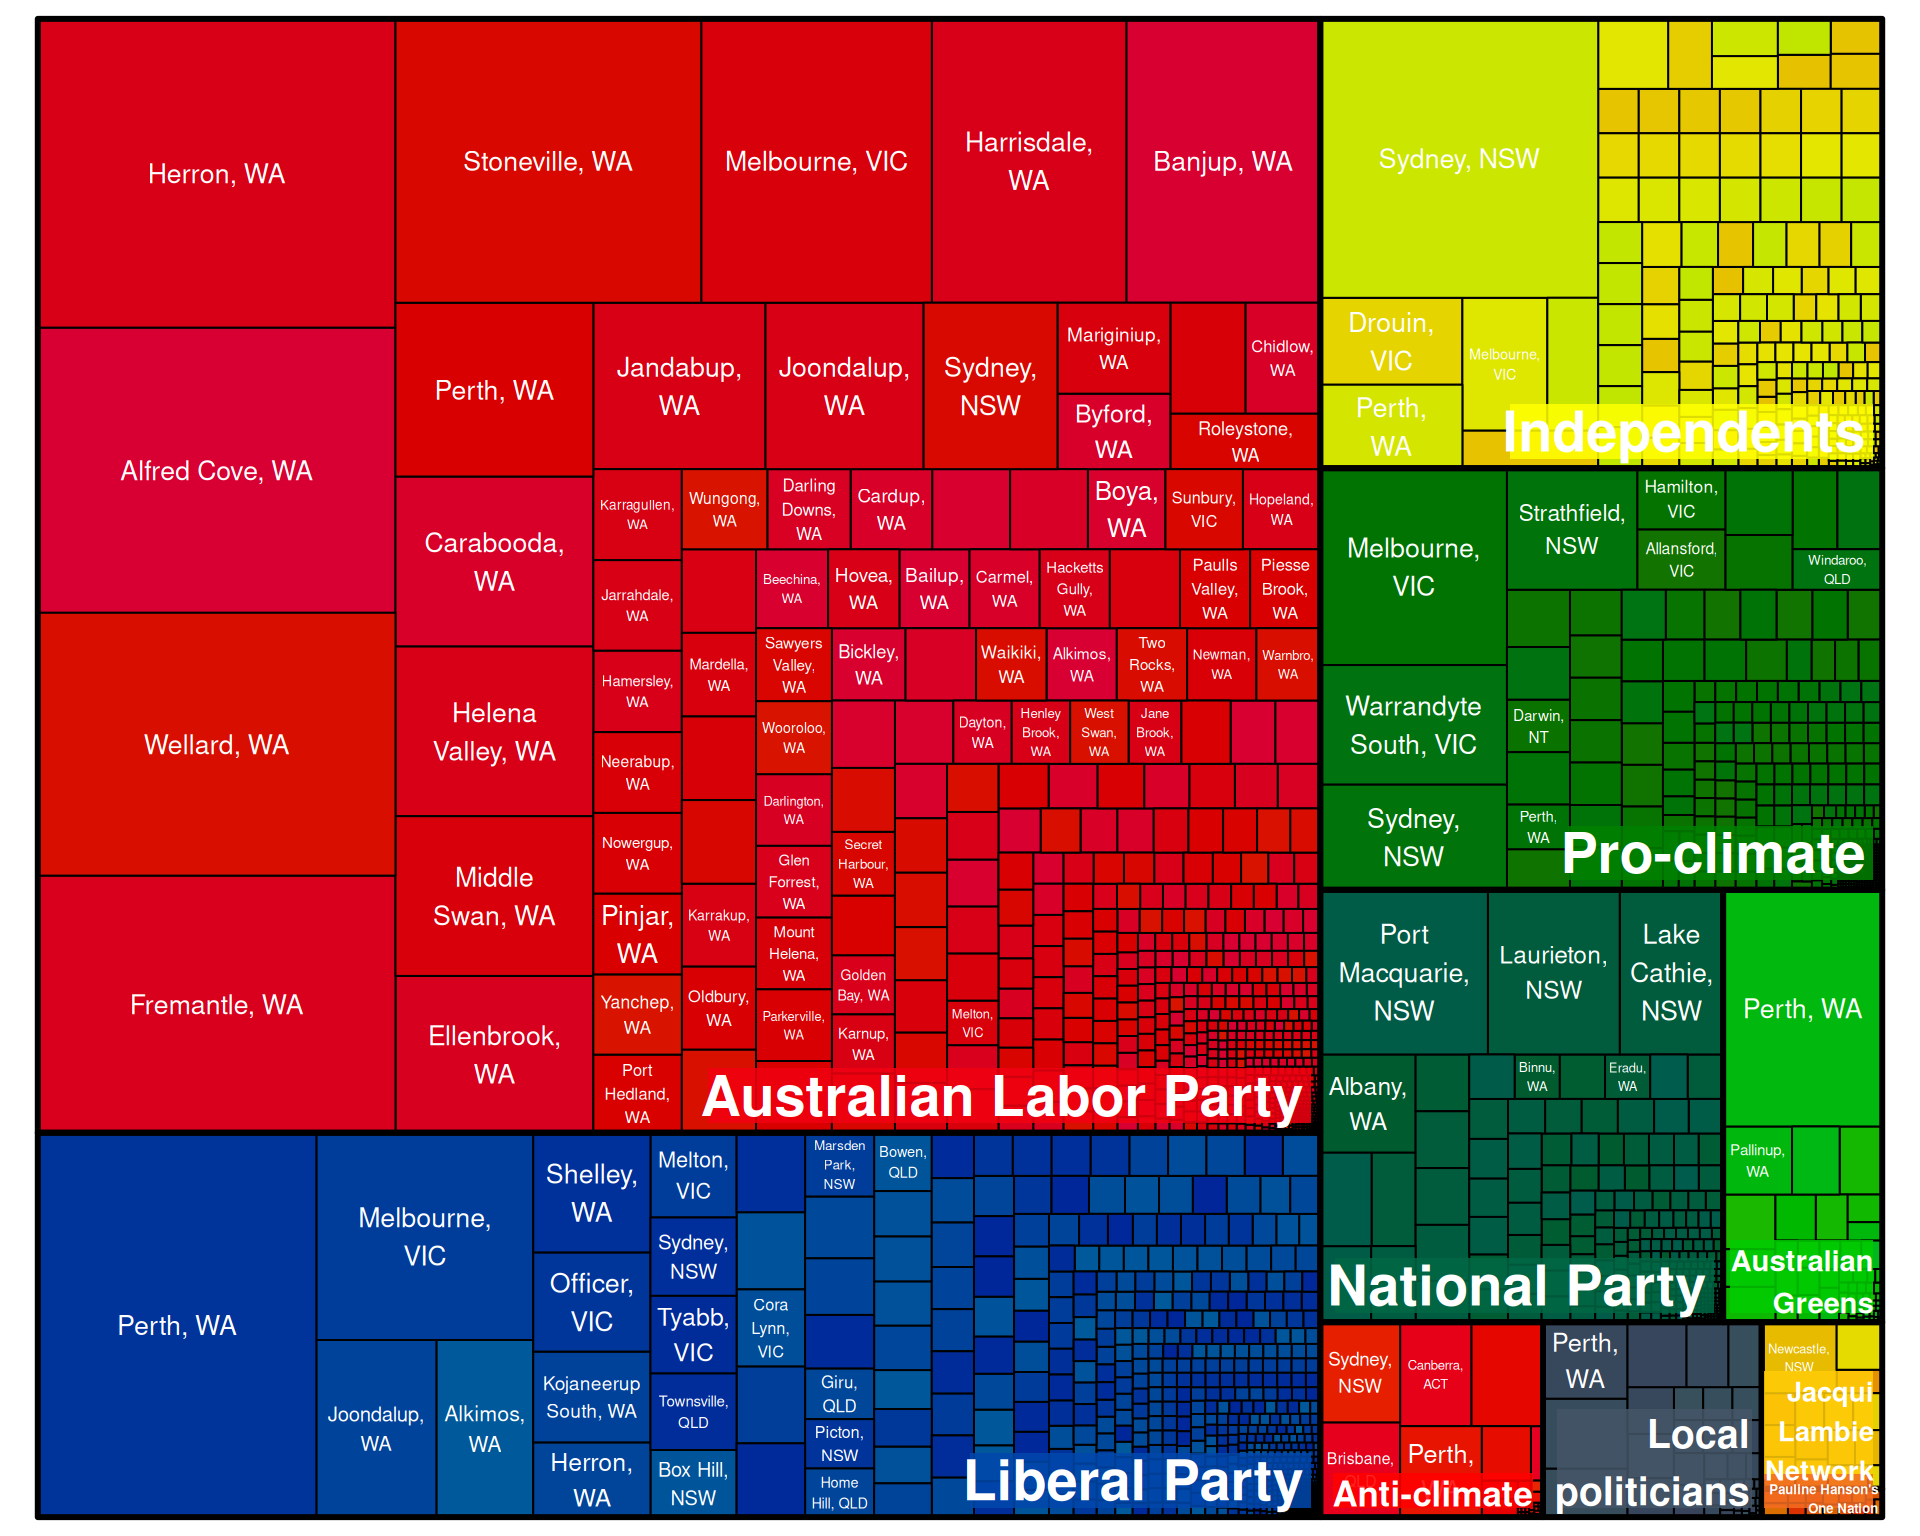 Herron, WA
Alfred Cove, WA
Wellard, WA
Fremantle, WA
Stoneville, WA
Melbourne, VIC
Harrisdale,
WA
Banjup, WA
Perth, WA
Carabooda,
WA
Helena
Valley, WA
Middle
Swan, WA
Ellenbrook,
WA
Jandabup,
WA
Joondalup,
WA
Sydney,
NSW
Mariginiup,
WA
Byford,
WA
Chidlow,
WA
Roleystone,
WA
Karragullen,
WA
Jarrahdale,
WA
Hamersley,
WA
Neerabup,
WA
Nowergup,
WA
Pinjar,
WA
Yanchep,
WA
Port
Hedland,
WA
Wungong,
WA
Darling
Downs,
WA
Cardup,
WA
Boya,
WA
Sunbury,
VIC
Hopeland,
WA
Mardella,
WA
Karrakup,
WA
Oldbury,
WA
Beechina,
WA
Hovea,
WA
Bailup,
WA
Carmel,
WA
Hacketts
Gully,
WA
Paulls
Valley,
WA
Piesse
Brook,
WA
Sawyers
Valley,
WA
Wooroloo,
WA
Darlington,
WA
Glen
Forrest,
WA
Mount
Helena,
WA
Parkerville,
WA
Bickley,
WA
Waikiki,
WA
Alkimos,
WA
Two
Rocks,
WA
Newman,
WA
Warnbro,
WA
Dayton,
WA
Henley
Brook,
WA
West
Swan,
WA
Jane
Brook,
WA
Secret
Harbour,
WA
Golden
Bay, WA
Karnup,
WA
Melton,
VIC
Australian Labor Party
Perth, WA
Melbourne,
VIC
Joondalup,
WA
Alkimos,
WA
Shelley,
WA
Officer,
VIC
Kojaneerup
South, WA
Herron,
WA
Melton,
VIC
Sydney,
NSW
Tyabb,
VIC
Townsville,
QLD
Box Hill,
NSW
Cora
Lynn,
VIC
Marsden
Park,
NSW
Giru,
QLD
Picton,
NSW
Home
Hill, QLD
Bowen,
QLD
Liberal Party
Sydney, NSW
Drouin,
VIC
Perth,
WA
Melbourne,
VIC
Independents
Melbourne,
VIC
Warrandyte
South, VIC
Sydney,
NSW
Strathfield,
NSW
Hamilton,
VIC
Allansford,
VIC
Windaroo,
QLD
Darwin,
NT
Perth,
WA
Pro-climate
Port
Macquarie,
NSW
Laurieton,
NSW
Lake
Cathie,
NSW
Albany,
WA
Binnu,
WA
Eradu,
WA
National Party
Perth, WA
Pallinup,
WA
Australian
Greens
Sydney,
NSW
Canberra,
ACT
Brisbane,
QLD
Perth,
Anti-climate
Perth,
WA
Local
politicians
Newcastle,
NSW
Jacqui
Lambie
Network
Pauline Hanson's
One Nation